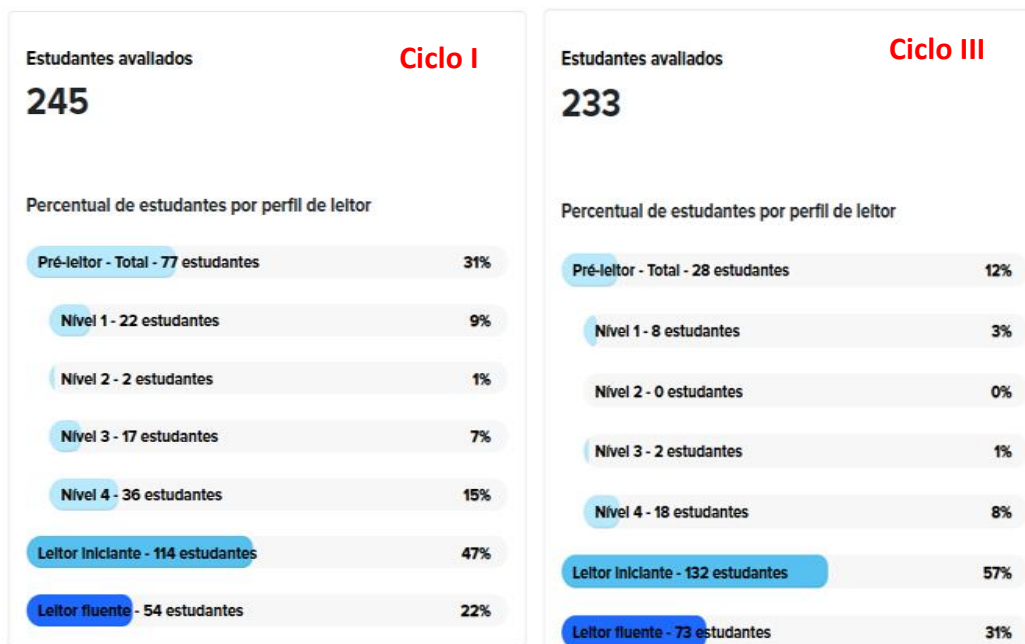 Estudantes avaliados
Ciclo I
245
Percentual de estudantes por perfil de leitor
Pré-leitor - Total - 77 estudantes 31%
Nível 1 - 22 estudantes 9%
Nível 2 - 2 estudantes 1%
Nível 3 - 17 estudantes 7%
Nível 4 - 36 estudantes 15%
Leitor Iniciante - 114 estudantes 47%
Leitor fluente - 54 estudantes 22%
Estudantes avaliados
Ciclo III
233
Percentual de estudantes por perfil de leitor
Pré-leitor - Total - 28 estudantes 12%
Nível 1 - 8 estudantes 3%
Nível 2 - 0 estudantes 0%
Nível 3 - 2 estudantes 1%
Nível 4 - 18 estudantes 8%
Leitor Iniciante - 132 estudantes 57%
Leitor fluente - 73 estudantes 31%